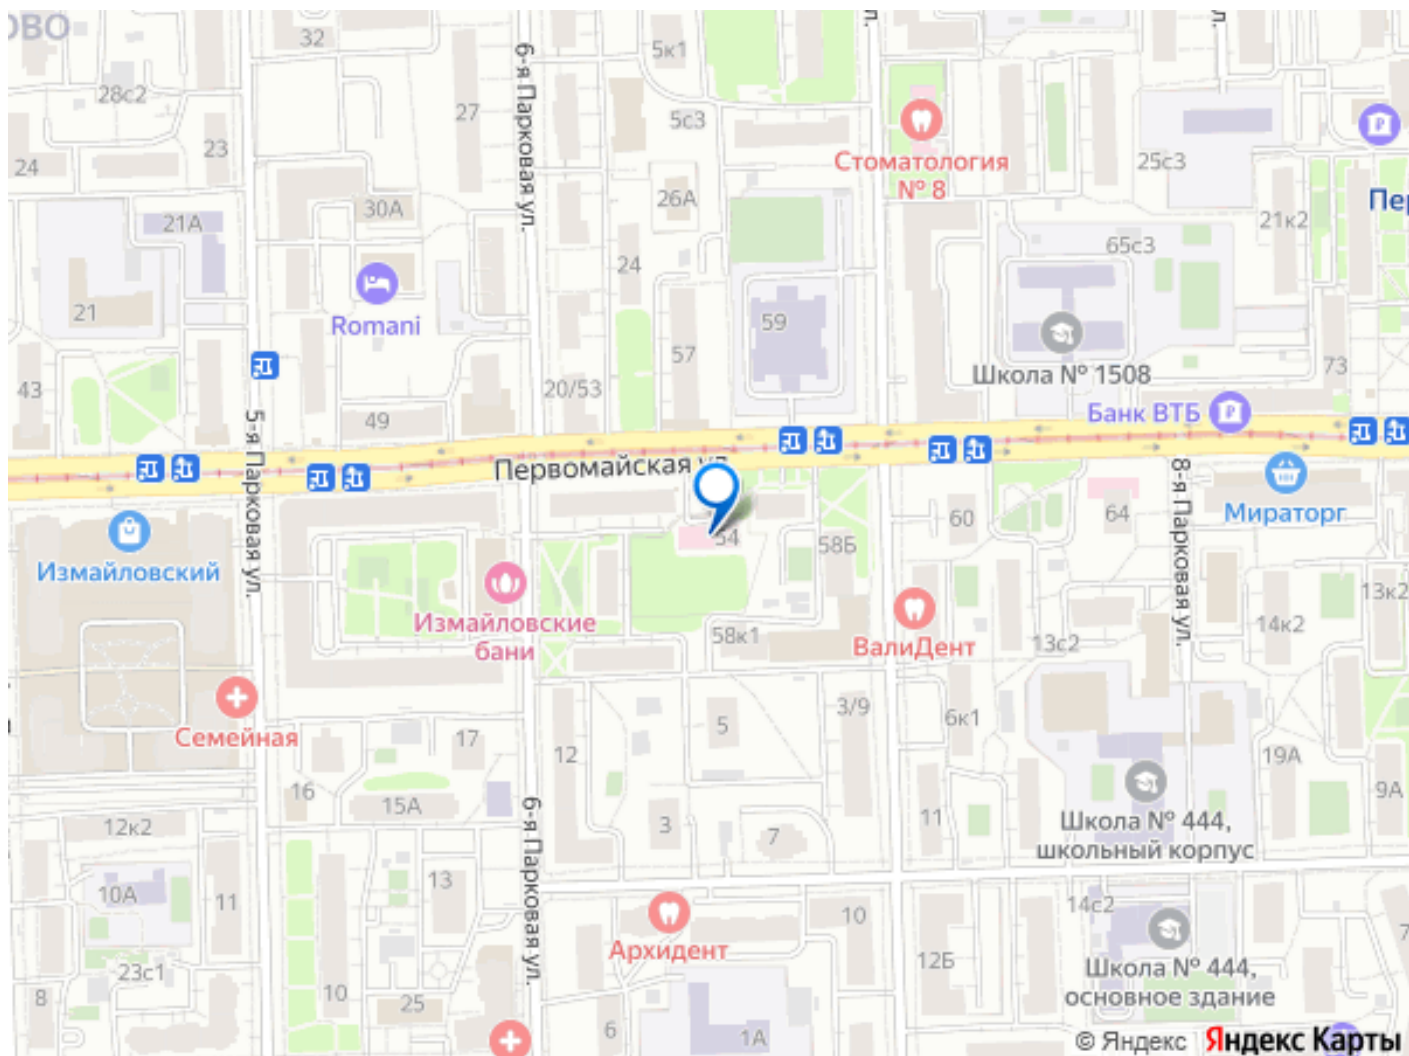 ОВО
32
5к1
ул.
ул.
6-я Парковая ул.
28с2
27
5с3
23
24
Стоматология
№ 8
25с3
30А
26А
Пер
21А
21к2
65с3
24
21
59
Romani
57
73
Школа № 1508
43
20/53
49
Банк ВТБ
5-я Парковая ул.
Первомайская ул.
8-я Парковая ул.
60
64
Мираторг
54
58Б
Измайловский
13к2
Измайловские
бани
14к2
58к1
13с2
ВалиДент
3/9
6к1
5
Семейная
17
12
19А
16
15А
9А
6-я Парковая ул.
3
7
11
12к2
Школа № 444,
школьный корпус
10А
13
11
14с2
10
Архидент
12Б
23с1
Школа № 444,
основное здание
8
10
25
6
1А
7
© Яндекс Яндекс Карты